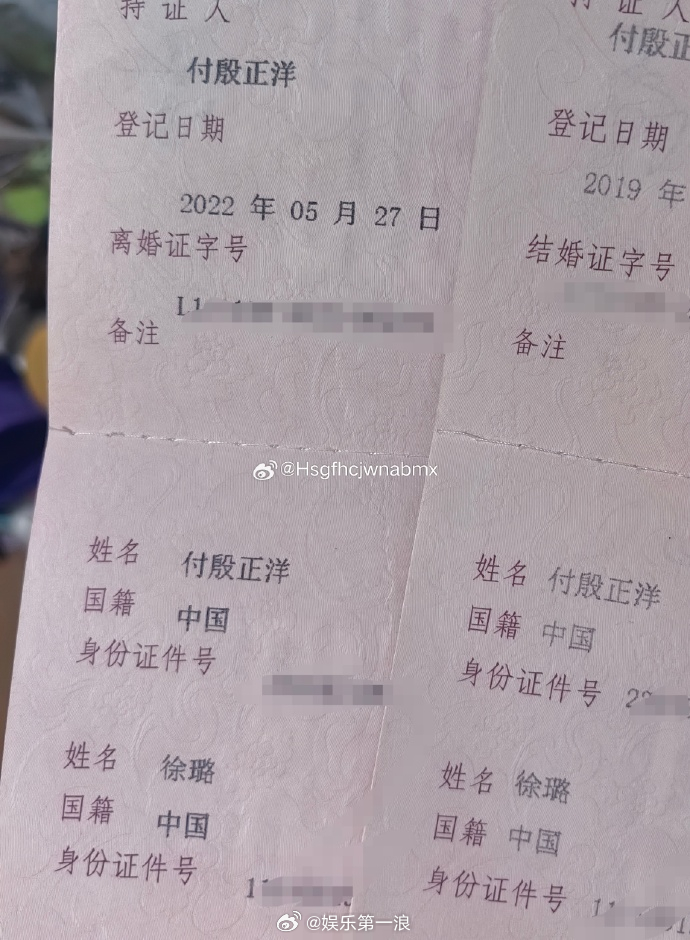 持证人
付殷正洋
登记日期
2022 年 05 月 27 日
离婚证字号
备注
姓名 付殷正洋
国籍 中国
身份证件号
姓名 徐璐
国籍 中国
身份证件号
持证人
付殷正
登记日期
2019 年
结婚证字号
备注
姓名 付殷正洋
国籍 中国
身份证件号
姓名 徐璐
国籍 中国
身份证件号
@Hsgfhcjwnabmx
@娱乐第一浪